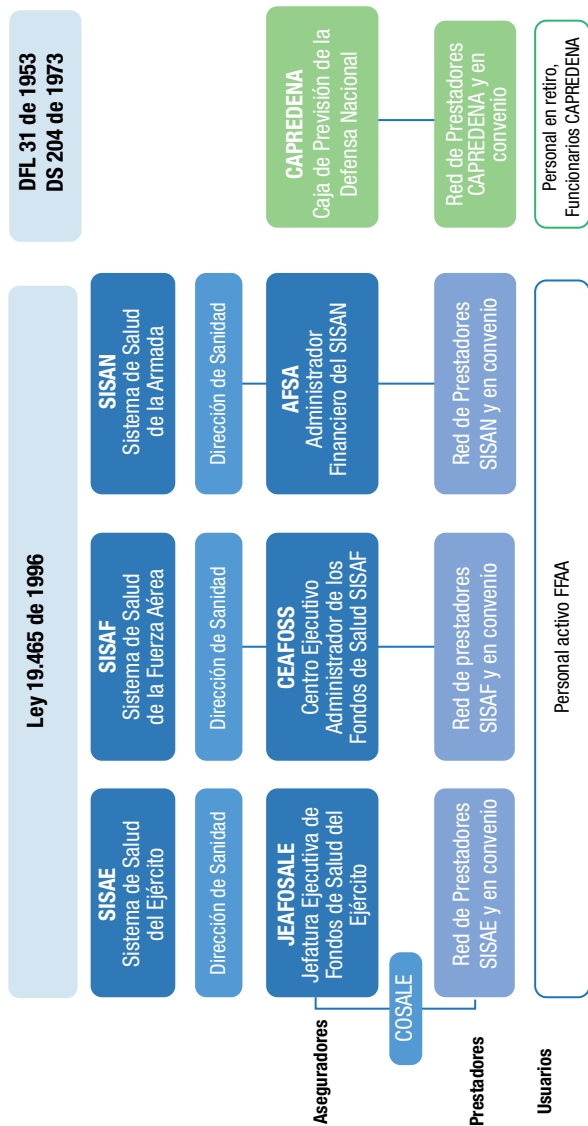 Ley 19.465 de 1996
DFL 31 de 1953
DS 204 de 1973
SISAE
Sistema de Salud
del Ejército
SISAF
Sistema de Salud
de la Fuerza Aérea
SISAN
Sistema de Salud
de la Armada
Dirección de Sanidad
Dirección de Sanidad
Dirección de Sanidad
Aseguradores
JEAFOSALE
Jefatura Ejecutiva de
Fondos de Salud del
Ejército
CEAFOSS
Centro Ejecutivo
Administrador de los
Fondos de Salud SISAF
AFSA
Administrador
Financiero del SISAN
CAPREDENA
Caja de Previsión de la
Defensa Nacional
COSALE
Prestadores
Red de Prestadores
SISAE y en convenio
Red de prestadores
SISAF y en convenio
Red de Prestadores
SISAN y en convenio
Red de Prestadores
CAPREDENA y en
convenio
Usuarios
Personal activo FFAA
Personal en retiro,
Funcionarios CAPREDENA